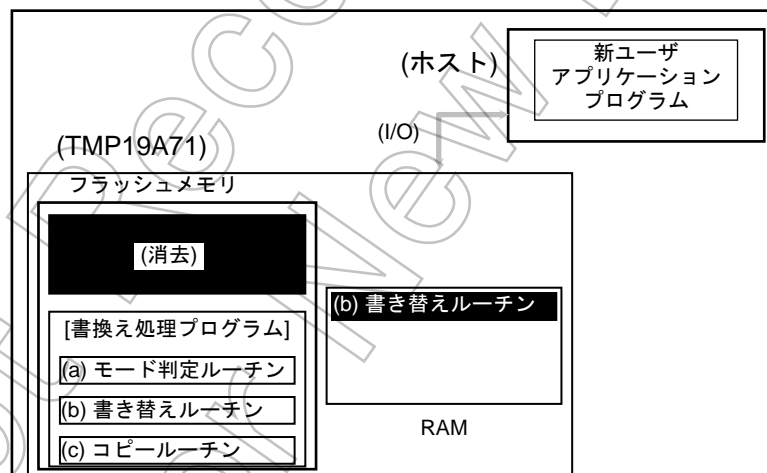 (ホスト)
新ユーザ
アプリケーション
プログラム
(I/O)
(TMP19A71)
フラッシュメモリ
(消去)
[書換え処理プログラム]
(a) モード判定ルーチン
(b) 書き替えルーチン
(c) コピールーチン
(b) 書き替えルーチン
RAM